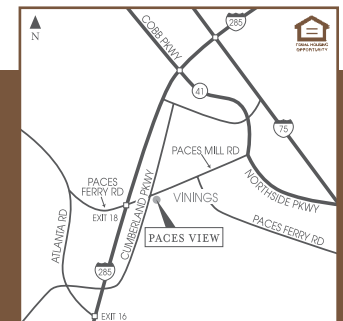 N
COBB PKWY
285
EQUAL HOUSING
OPPORTUNITY
41
75
PACES MILL RD
PACES
FERRY RD
VININGS
NORTHSIDE PKWY
EXIT 18
CUMBERLAND PKWY
ATLANTA RD
PACES VIEW
PACES FERRY RD
285
EXIT 16